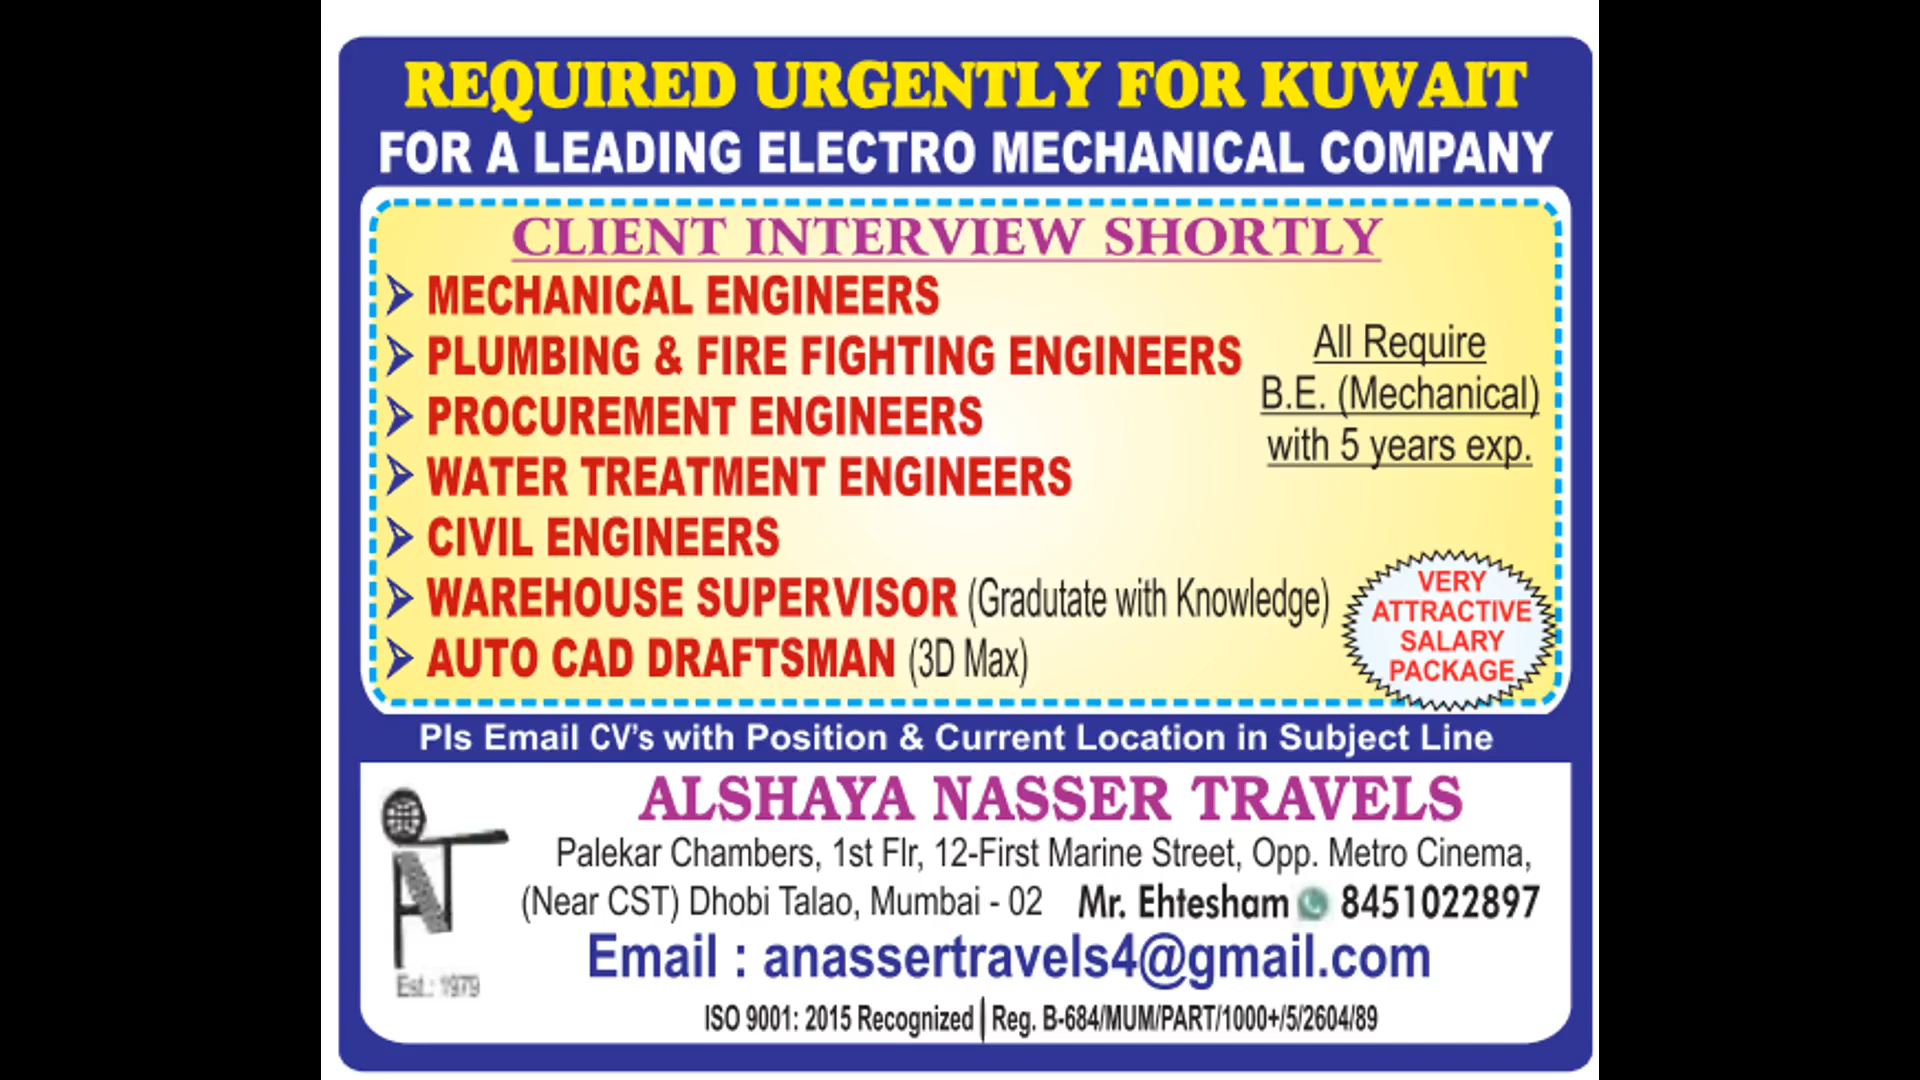 REQUIRED URGENTLY FOR KUWAIT
FOR A LEADING ELECTRO MECHANICAL COMPANY
CLIENT INTERVIEW SHORTLY
MECHANICAL ENGINEERS
PLUMBING & FIRE FIGHTING ENGINEERS
PROCUREMENT ENGINEERS
WATER TREATMENT ENGINEERS
CIVIL ENGINEERS
WAREHOUSE SUPERVISOR (Gradutate with Knowledge)
AUTO CAD DRAFTSMAN (3D Max)
All Require
B.E. (Mechanical)
with 5 years exp.
VERY
ATTRACTIVE
SALARY
PACKAGE
Pls Email CV's with Position & Current Location in Subject Line
ALSHAYA NASSER TRAVELS
Palekar Chambers, 1st Flr, 12-First Marine Street, Opp. Metro Cinema,
(Near CST) Dhobi Talao, Mumbai - 02 Mr. Ehtesham 8451022897
Email : anassertravels4@gmail.com
Est.: 1979
ISO 9001: 2015 Recognized | Reg. B-684/MUM/PART/1000+/5/2604/89